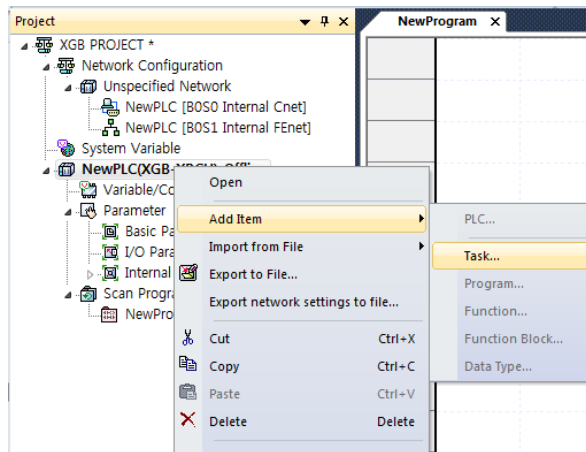 Project
NewProgram
XGB PROJECT *
Network Configuration
Unspecified Network
NewPLC [B0S0 Internal Cnet]
NewPLC [B0S1 Internal FEnet]
System Variable
Variable/Co
Parameter
Basic Pa
I/O Para
Internal
Scan Progra
NewPro
Open
Add Item
Import from File
Export to File...
Export network settings to file...
Cut Ctrl+X
Copy Ctrl+C
Paste Ctrl+V
Delete Delete
PLC...
Task...
Program...
Function...
Function Block...
Data Type...